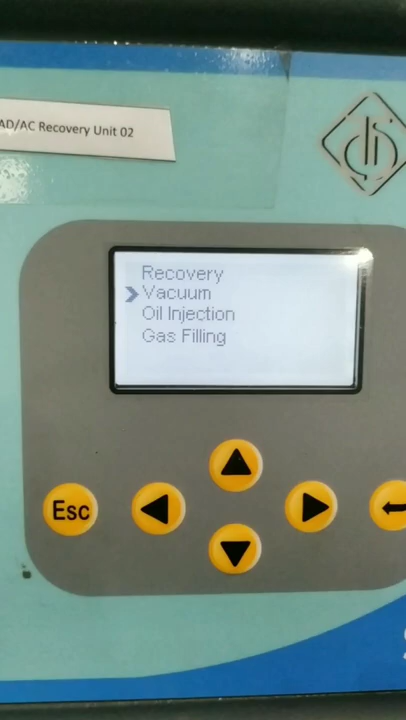 AD/AC Recovery Unit 02
Recovery
Vacuum
Oil Injection
Gas Filling
Esc